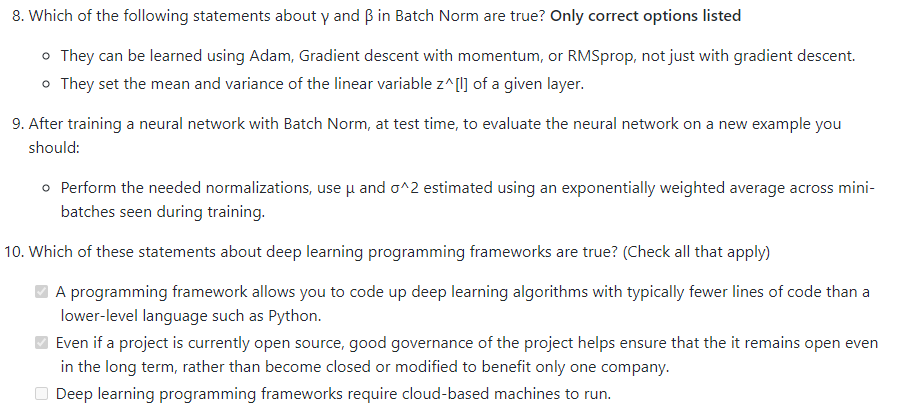 8. Which of the following statements about γ and β in Batch Norm are true? Only correct options listed
They can be learned using Adam, Gradient descent with momentum, or RMSprop, not just with gradient descent.
They set the mean and variance of the linear variable z^[l] of a given layer.
9. After training a neural network with Batch Norm, at test time, to evaluate the neural network on a new example you
should:
Perform the needed normalizations, use μ and σ^2 estimated using an exponentially weighted average across mini-
batches seen during training.
10. Which of these statements about deep learning programming frameworks are true? (Check all that apply)
A programming framework allows you to code up deep learning algorithms with typically fewer lines of code than a
lower-level language such as Python.
Even if a project is currently open source, good governance of the project helps ensure that the it remains open even
in the long term, rather than become closed or modified to benefit only one company.
Deep learning programming frameworks require cloud-based machines to run.